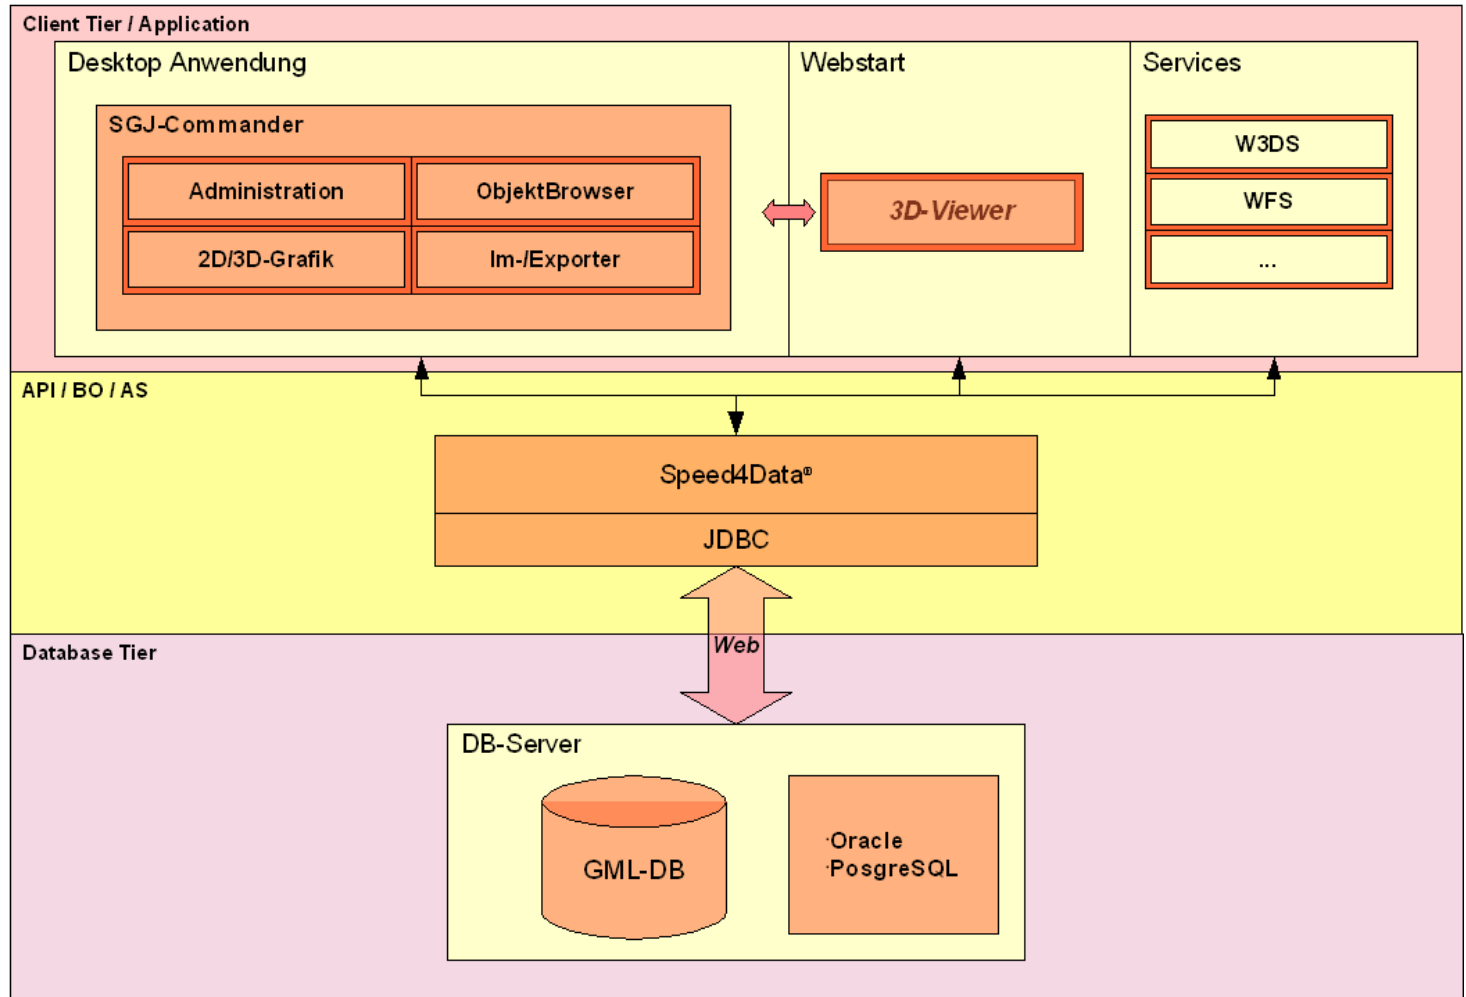 Client Tier / Application
Desktop Anwendung
Webstart
Services
SGJ-Commander
Administration
ObjektBrowser
2D/3D-Grafik
Im-/Exporter
3D-Viewer
W3DS
WFS
...
API / BO / AS
Speed4Data®
JDBC
Web
Database Tier
DB-Server
GML-DB
·Oracle
·PosgreSQL